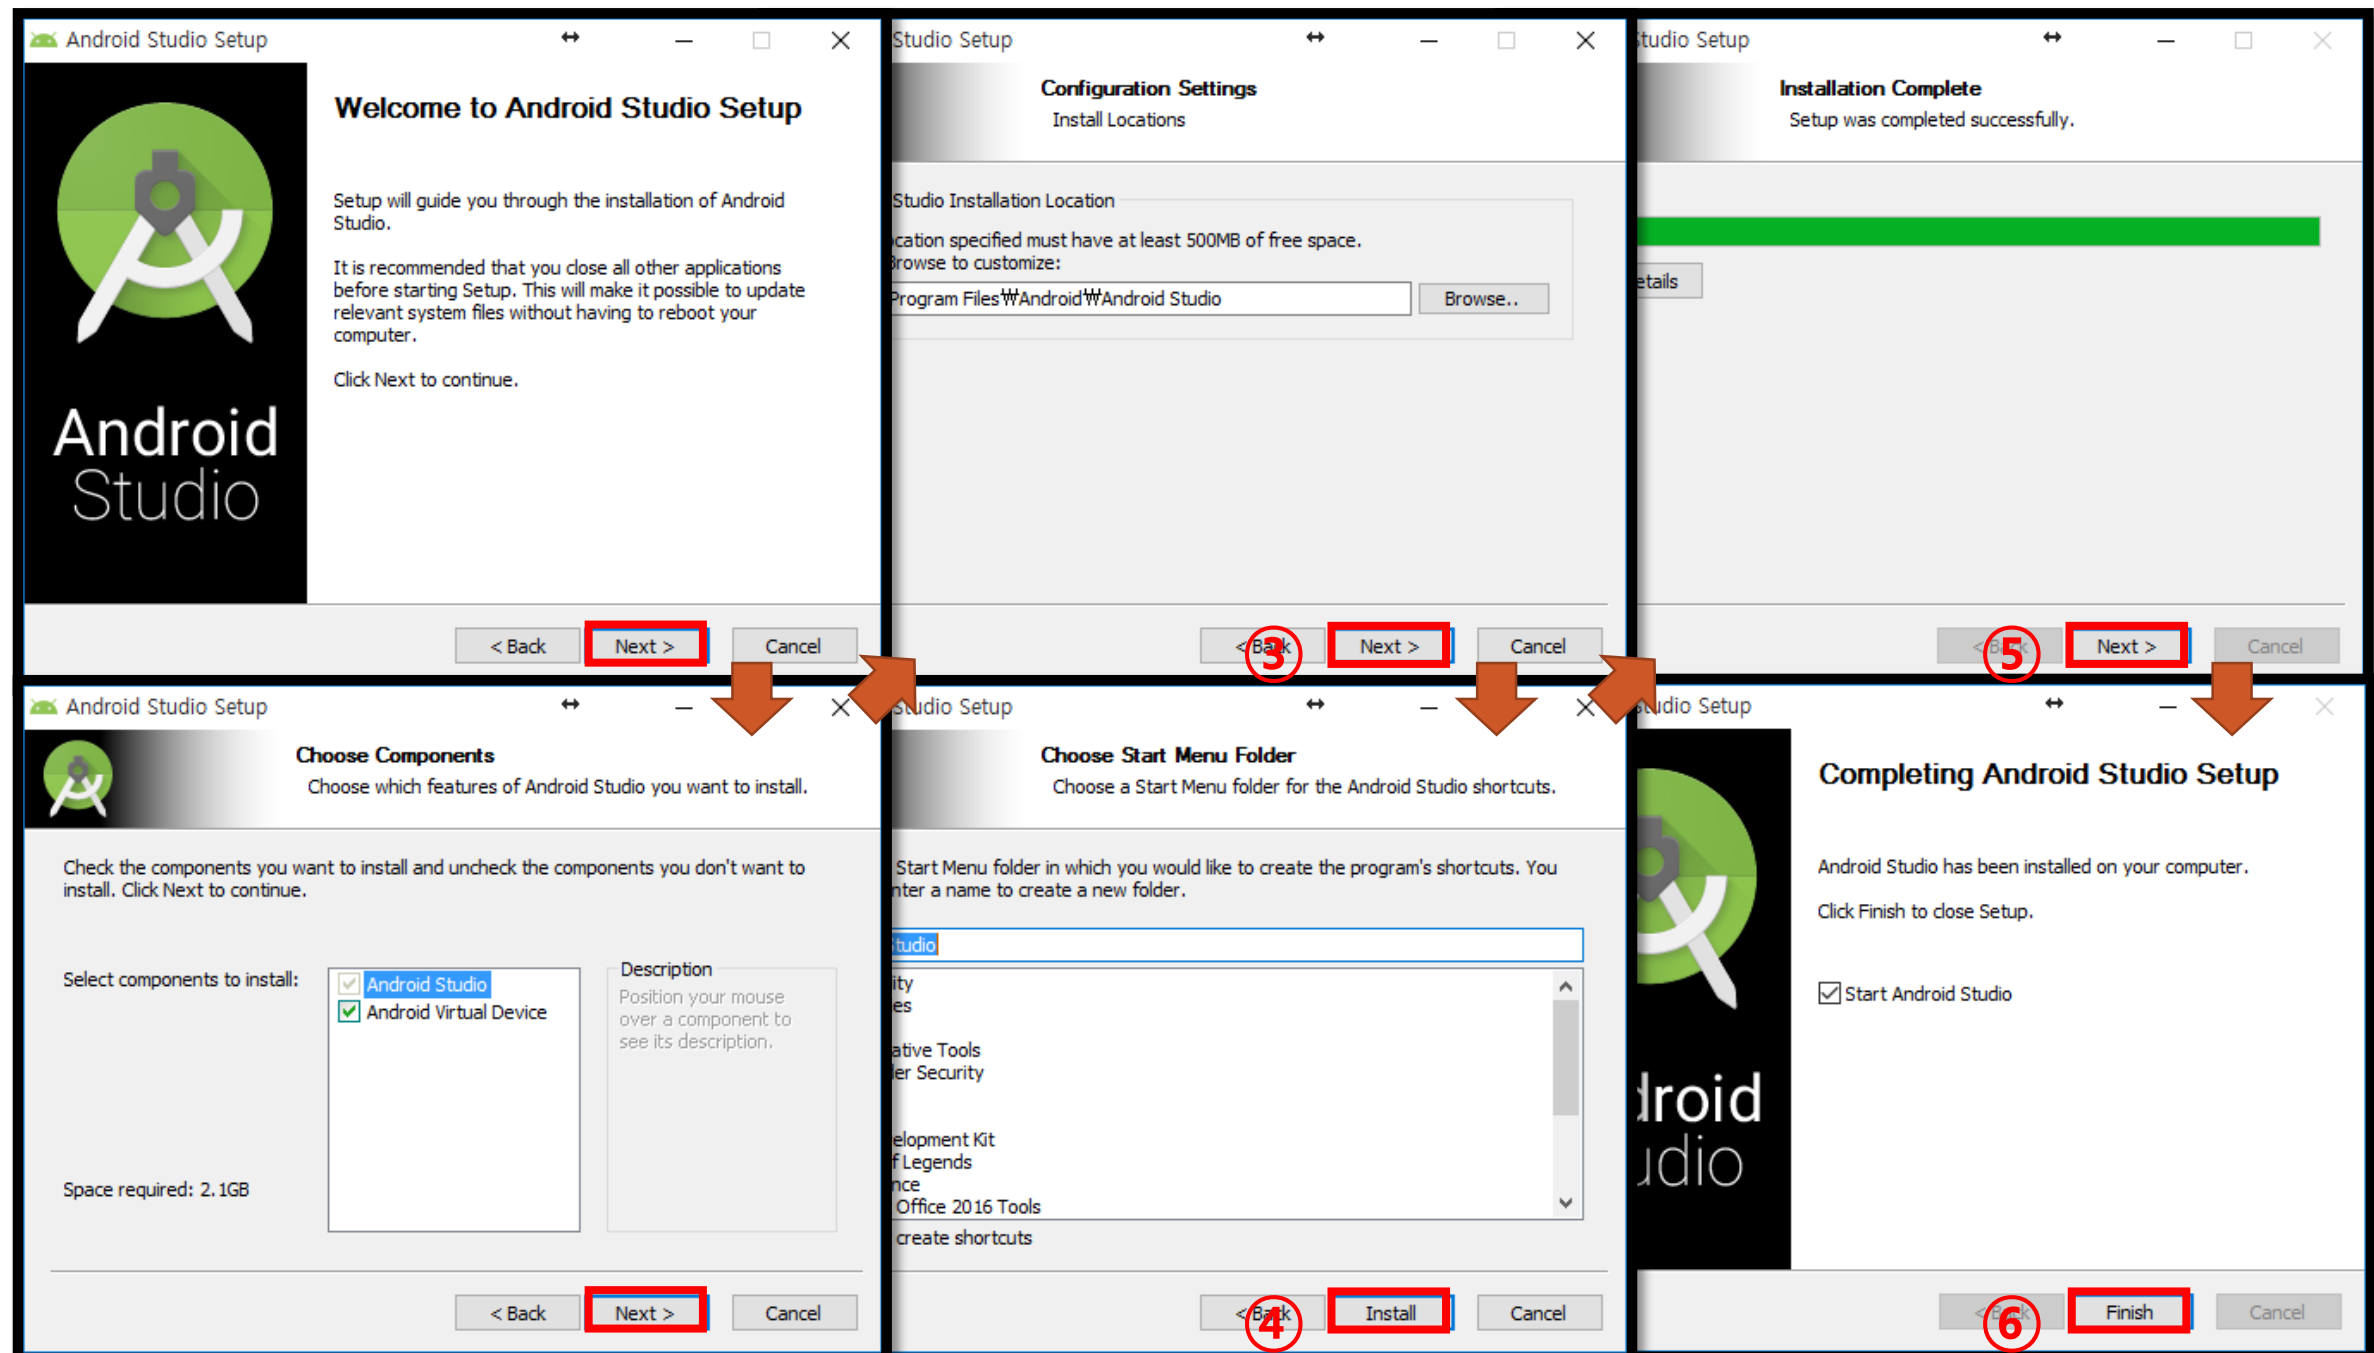 Android Studio Setup
Welcome to Android Studio Setup
Setup will guide you through the installation of Android
Studio.
It is recommended that you close all other applications
before starting Setup. This will make it possible to update
relevant system files without having to reboot your
computer.
Click Next to continue.
Android
Studio
< Back Next > Cancel
Android Studio Setup
Choose Components
Choose which features of Android Studio you want to install.
Check the components you want to install and uncheck the components you don't want to
install. Click Next to continue.
Select components to install:
Android Studio
Android Virtual Device
Description
Position your mouse
over a component to
see its description.
Space required: 2.1GB
< Back Next > Cancel
Studio Setup
Configuration Settings
Install Locations
Studio Installation Location
cation specified must have at least 500MB of free space.
Browse to customize:
Program Files₩Android₩Android Studio
Browse..
③
< Back Next > Cancel
Studio Setup
Choose Start Menu Folder
Choose a Start Menu folder for the Android Studio shortcuts.
Start Menu folder in which you would like to create the program's shortcuts. You
nter a name to create a new folder.
Studio
ity
es
ative Tools
er Security
elopment Kit
f Legends
nce
Office 2016 Tools
create shortcuts
④
< Back Install Cancel
Studio Setup
Installation Complete
Setup was completed successfully.
etails
⑤
< Back Next > Cancel
Studio Setup
Completing Android Studio Setup
Android Studio has been installed on your computer.
Click Finish to close Setup.
Start Android Studio
droid
udio
⑥
< Back Finish Cancel